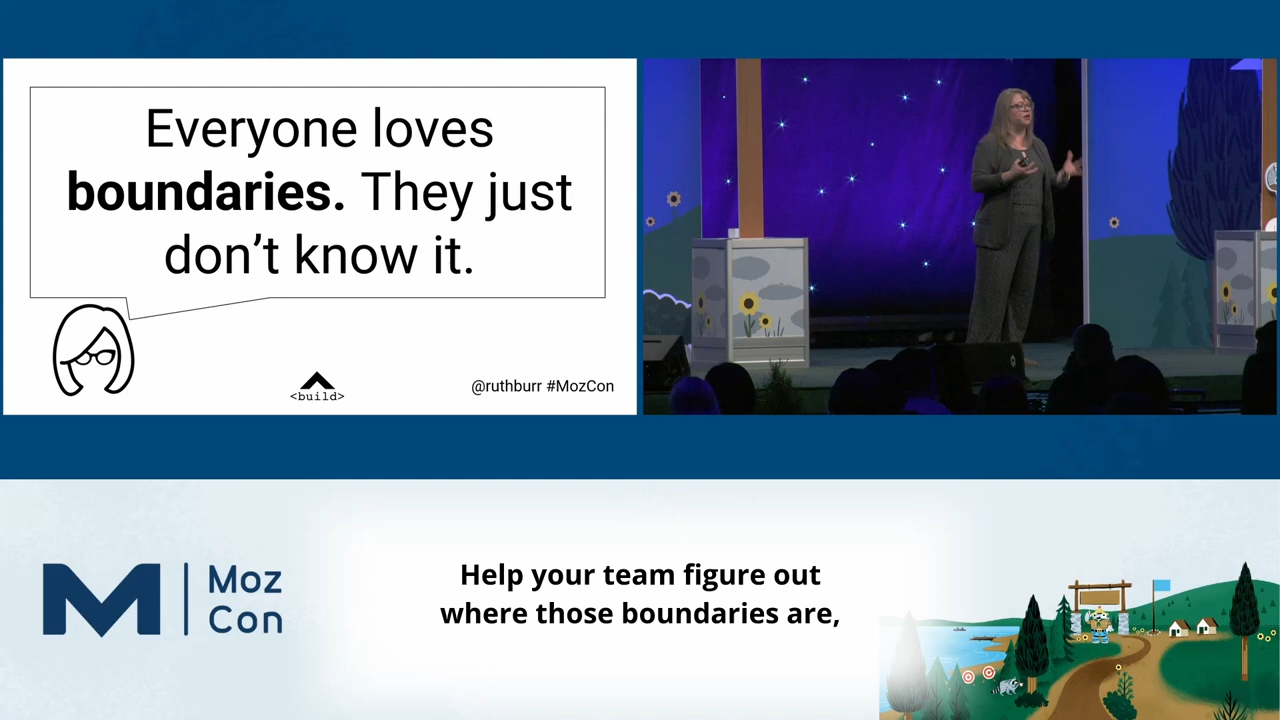 Everyone loves
boundaries. They just
don’t know it.
<build>
@ruthburr #MozCon
Moz
Con
Help your team figure out
where those boundaries are,